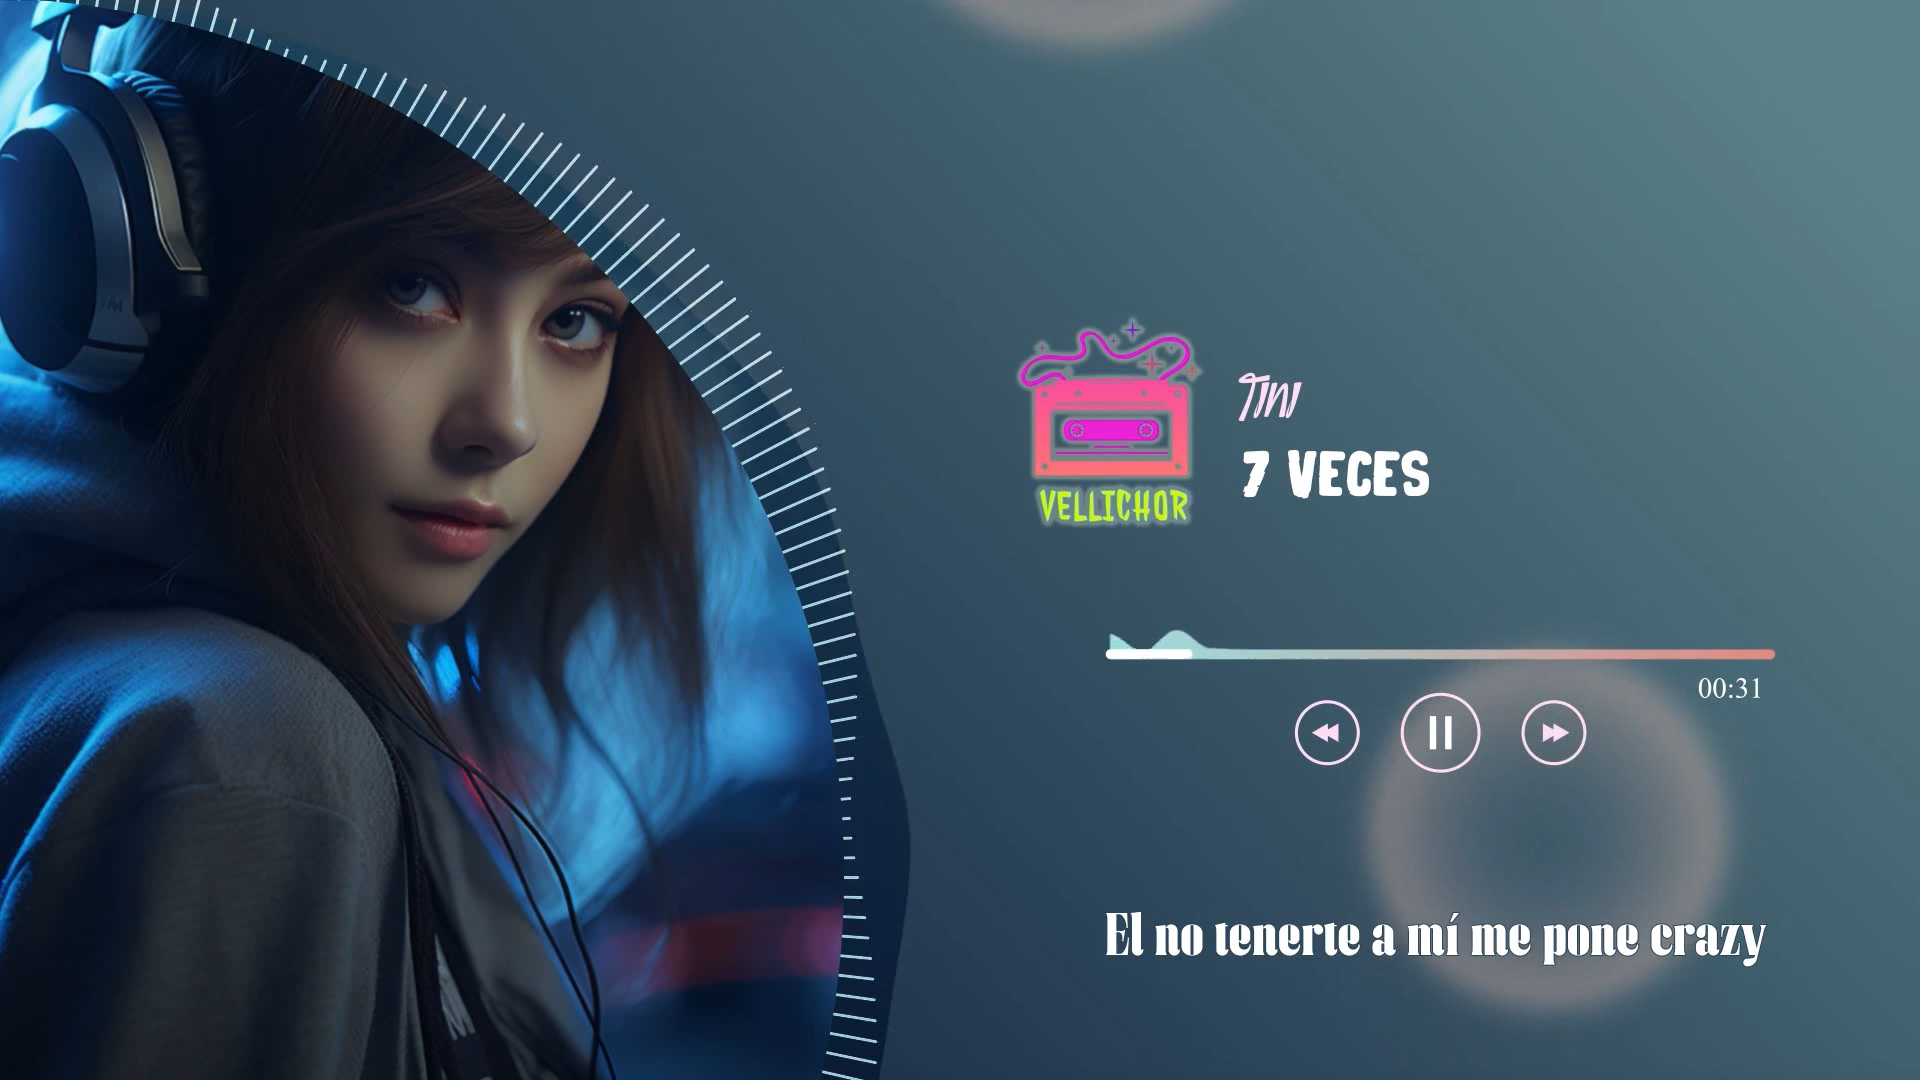 TINI
7 VECES
VELLICHOR
00:31
El no tenerte a mí me pone crazy